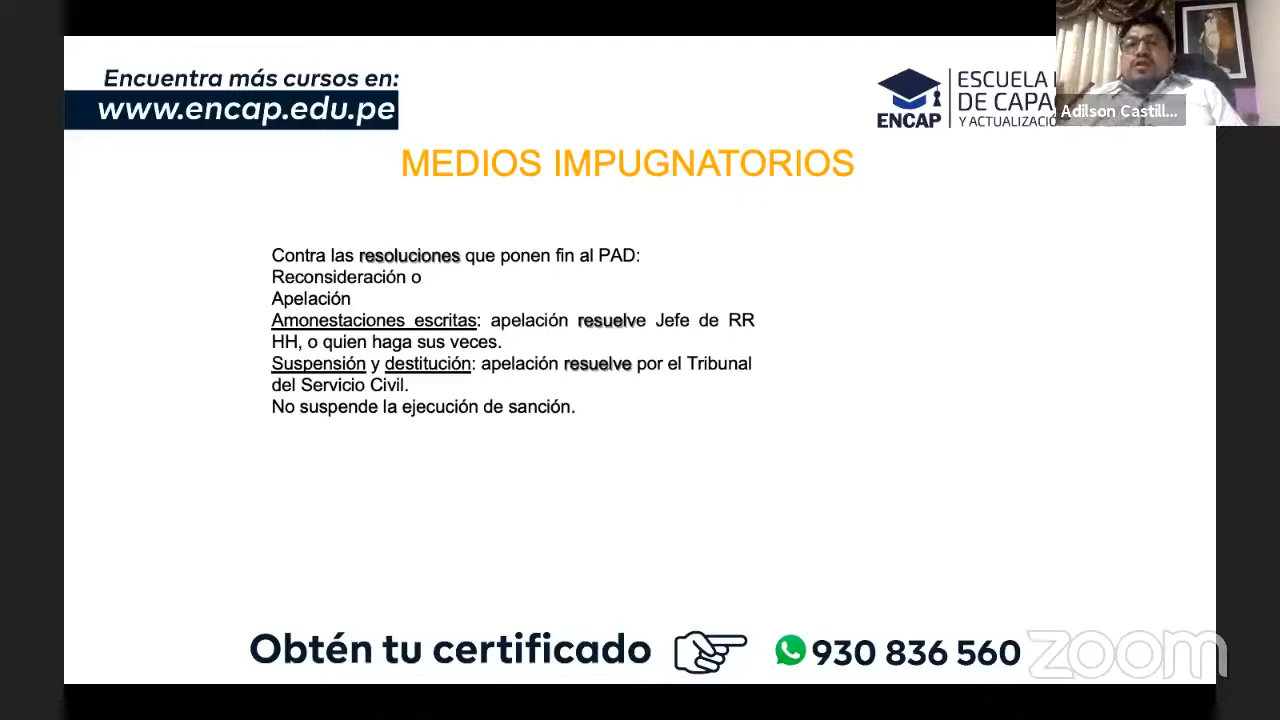 Encuentra más cursos en:
www.encap.edu.pe
ENCAP
ESCUELA
DE CAPA
Y ACTUALIZACIÓ
Adilson Castill...
MEDIOS IMPUGNATORIOS
Contra las resoluciones que ponen fin al PAD:
Reconsideración o
Apelación
Amonestaciones escritas: apelación resuelve Jefe de RR
HH, o quien haga sus veces.
Suspensión y destitución: apelación resuelve por el Tribunal
del Servicio Civil.
No suspende la ejecución de sanción.
Obtén tu certificado
930 836 560
zoom